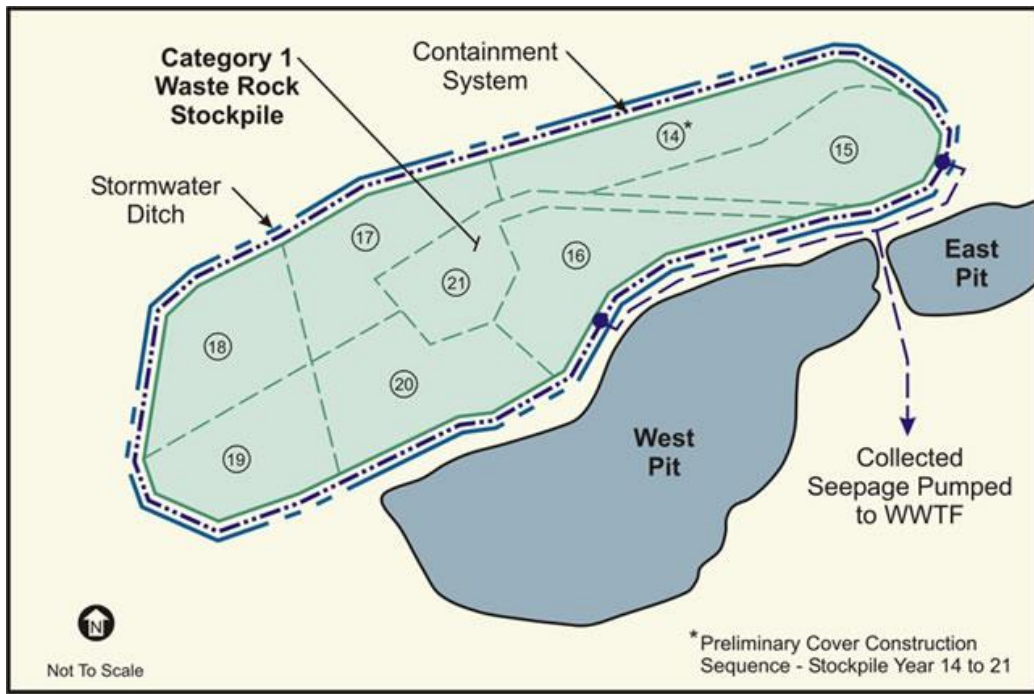 Category 1
Waste Rock
Stockpile
Containment
System
Stormwater
Ditch
14*
15
17
16
21
18
20
19
East
Pit
West
Pit
Collected
Seepage Pumped
to WWTF
N
Not To Scale
*Preliminary Cover Construction
Sequence - Stockpile Year 14 to 21